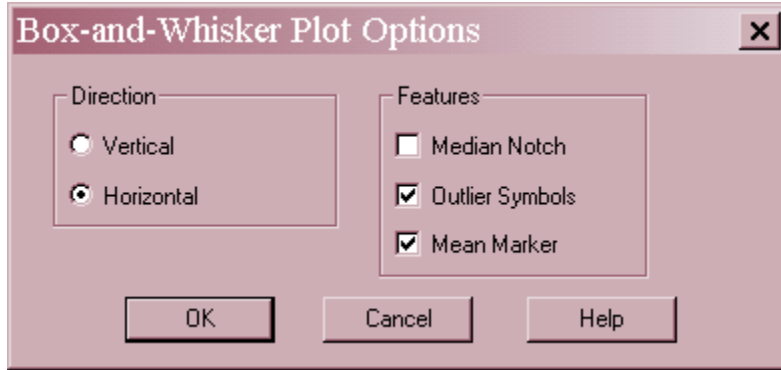 Box-and-Whisker Plot Options
Direction
Vertical
Horizontal
Features
Median Notch
Outlier Symbols
Mean Marker
OK
Cancel
Help